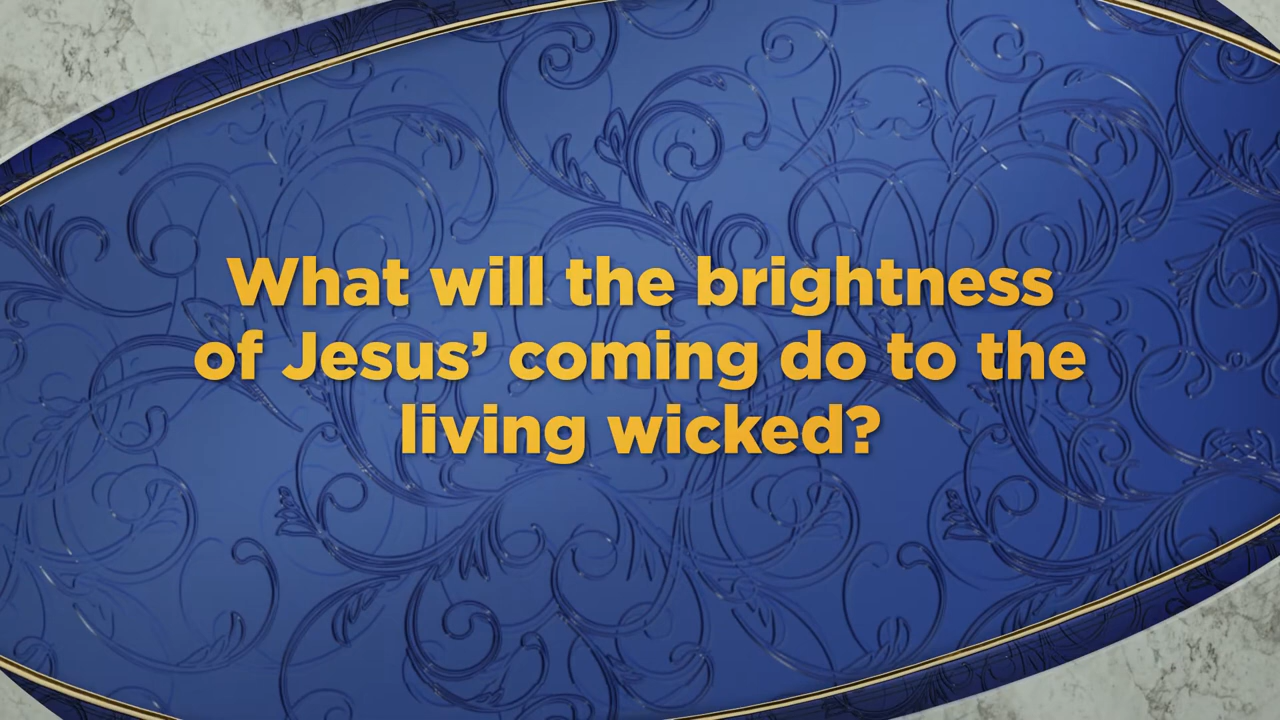 What will the brightness
of Jesus’ coming do to the
living wicked?